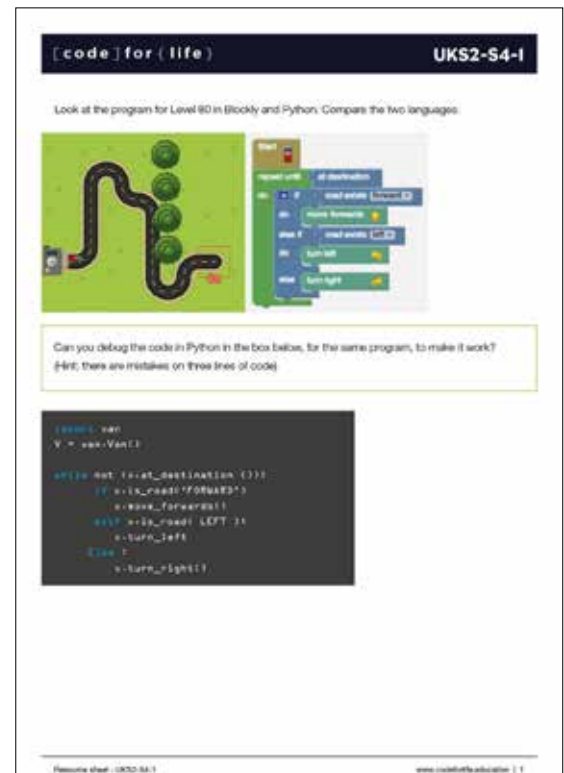 [code]for{life}
UKS2-S4-I
Look at the program for Level 80 in Blockly and Python. Compare the two languages.
Start
repeat until at destination
do if road exists forward
do move forwards
else if road exists left
do turn left
else turn right
Can you debug the code in Python in the box below, for the same program, to make it work?
(Hint: there are mistakes on three lines of code)
import van
V = van.Van()
while not (v.at_destination ()):
if v.is_road("FORWARD")
v.move_forwards()
elif v.is_road( LEFT ):
v.turn_left
Else :
v.turn_right()
Resource sheet - UKS2-S4-1
www.codeforlife.education | 1